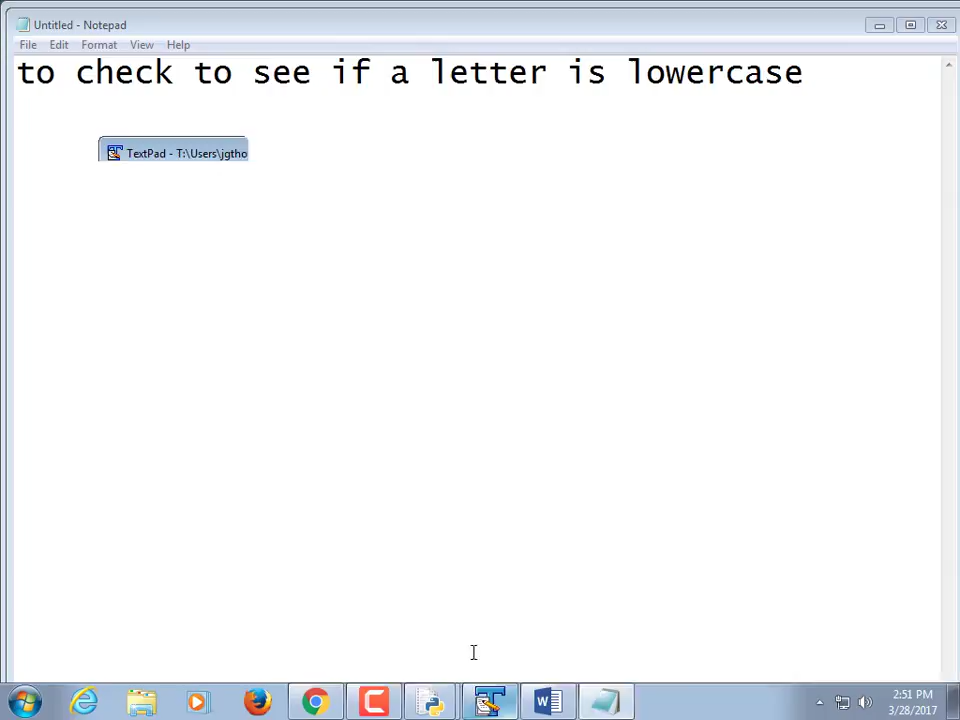 Untitled - Notepad
File Edit Format View Help
to check to see if a letter is lowercase
TextPad - T:\Users\jgtho
2:51 PM
3/28/2017